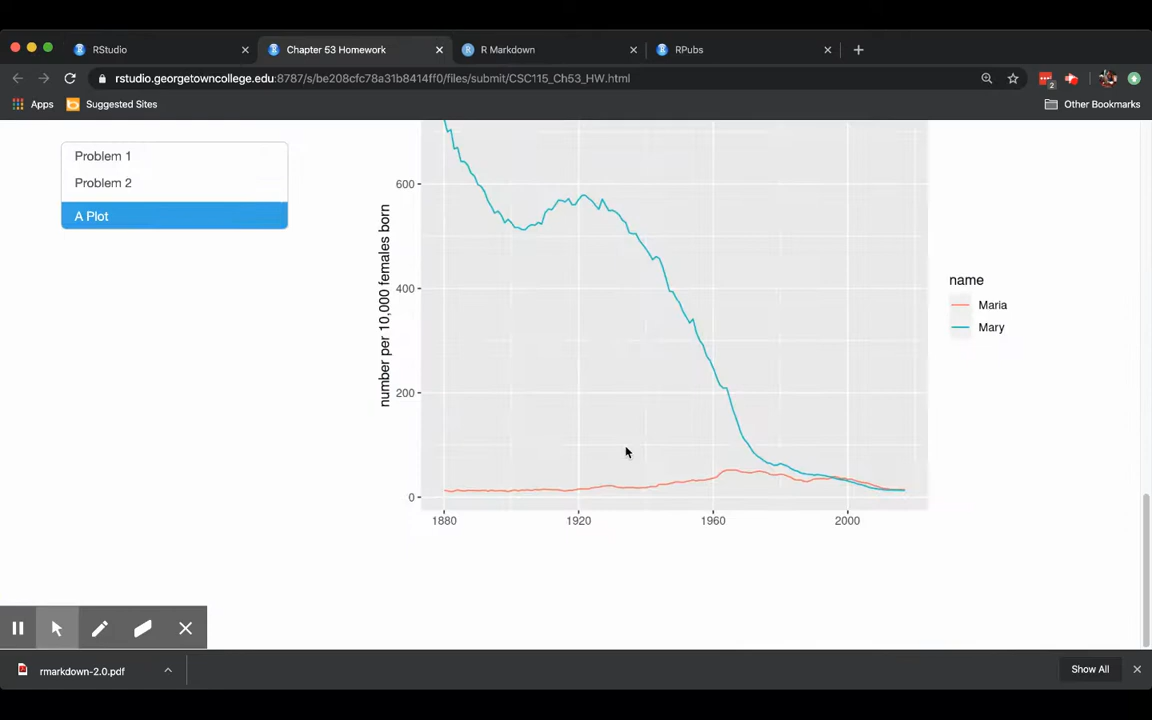 RStudio
Chapter 53 Homework
R Markdown
RPubs
rstudio.georgetowncollege.edu:8787/s/be208cfc78a31b8414ff0/files/submit/CSC115_Ch53_HW.html
2
Apps
Suggested Sites
Other Bookmarks
Problem 1
Problem 2
A Plot
number per 10,000 females born
600
400
200
0
1880
1920
1960
2000
name
Maria
Mary
rmarkdown-2.0.pdf
Show All